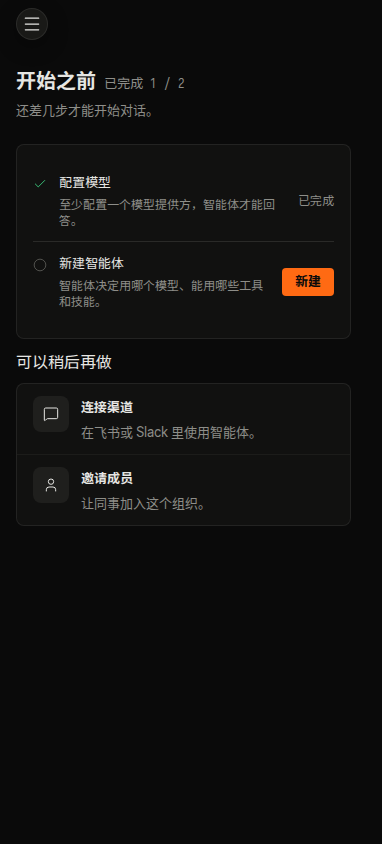 开始之前 已完成 1 / 2
还差几步才能开始对话。
配置模型
至少配置一个模型提供方，智能体才能回
答。
已完成
新建智能体
智能体决定用哪个模型、能用哪些工具
和技能。
新建
可以稍后再做
连接渠道
在飞书或 Slack 里使用智能体。
邀请成员
让同事加入这个组织。